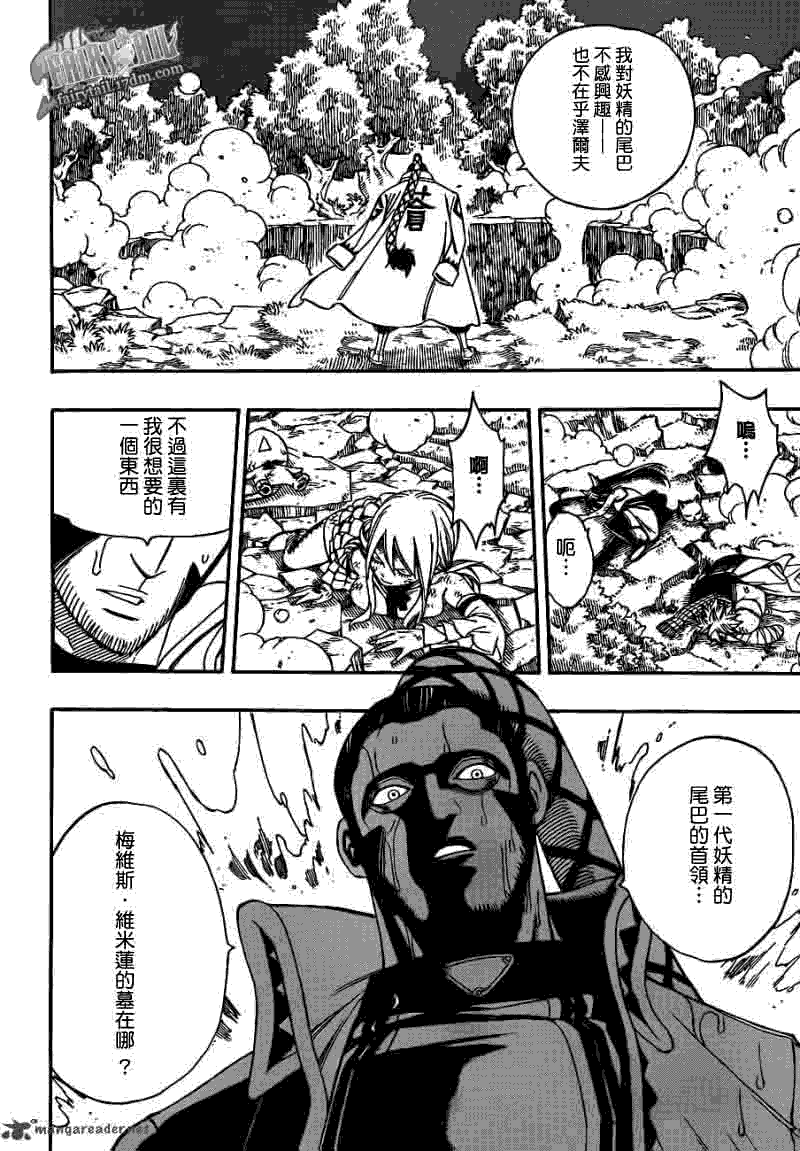 FAIRY TAIL
fairytail.1zdm.com
我對妖精的尾巴
不感興趣——
也不在乎澤爾夫
蒼
嗚…
呃…
啊…
不過這裏有
我很想要的
一個東西
第一代妖精的
尾巴的首領…
梅維斯．維米蓮的墓在哪？
mangareader.net